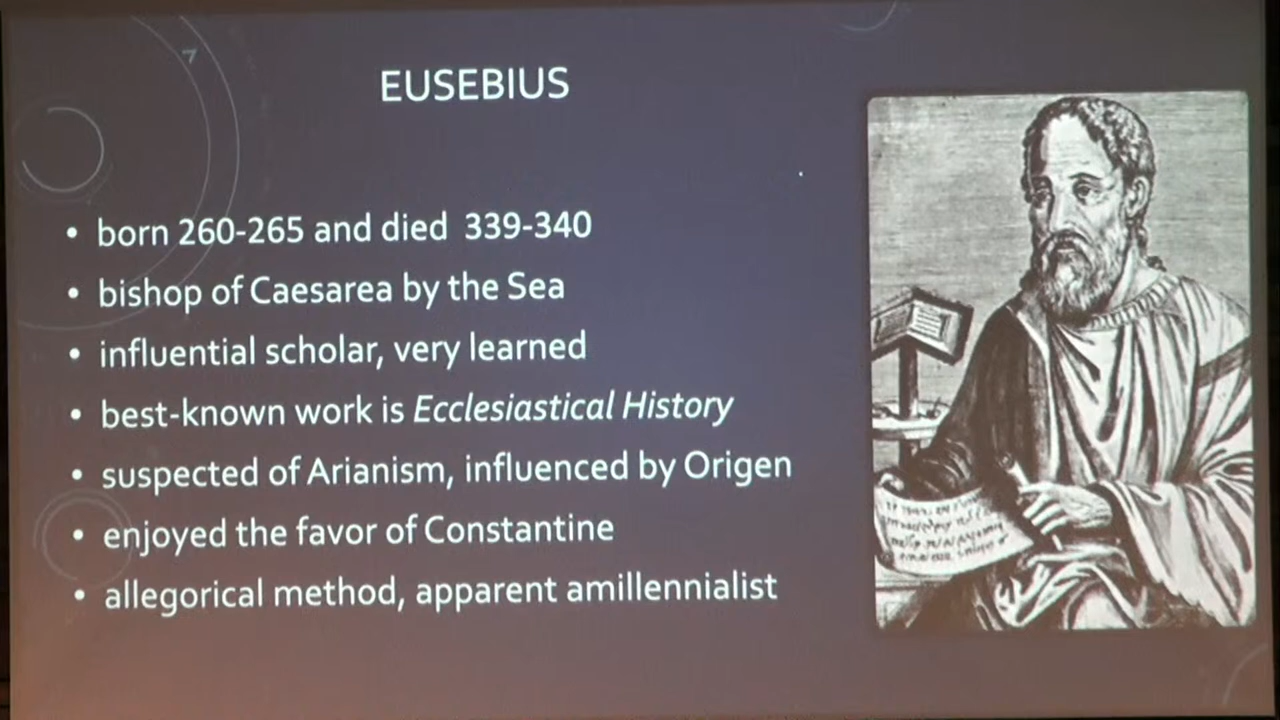 EUSEBIUS
• born 260-265 and died 339-340
• bishop of Caesarea by the Sea
• influential scholar, very learned
• best-known work is Ecclesiastical History
• suspected of Arianism, influenced by Origen
• enjoyed the favor of Constantine
• allegorical method, apparent amillennialist